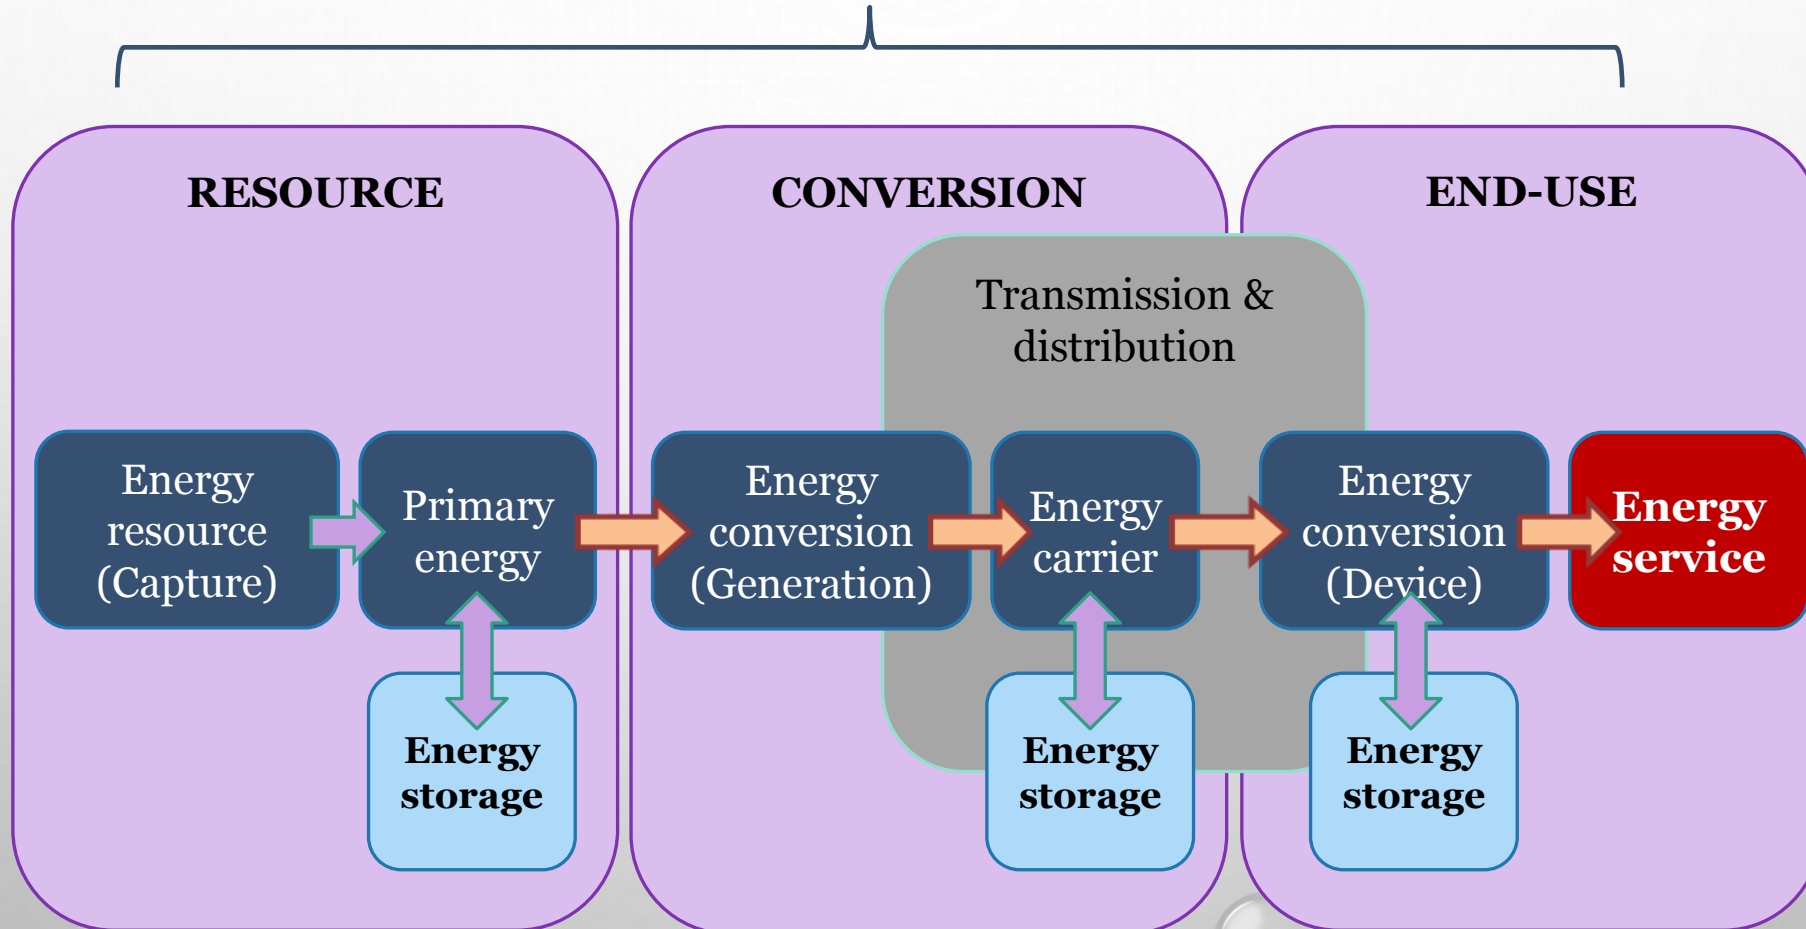 RESOURCE
CONVERSION
END-USE
Transmission &
distribution
Energy
resource
(Capture)
Primary
energy
Energy
conversion
(Generation)
Energy
carrier
Energy
conversion
(Device)
Energy
service
Energy
storage
Energy
storage
Energy
storage